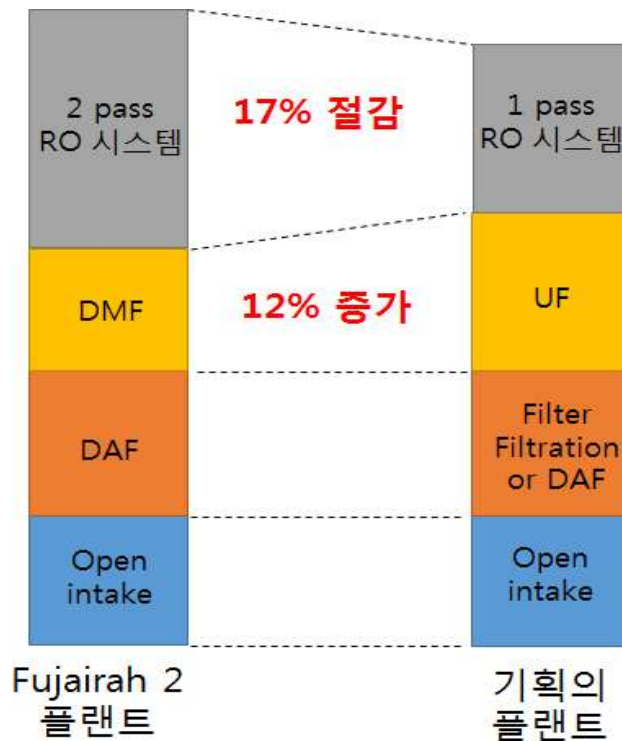 2 pass
RO 시스템
17% 절감
1 pass
RO 시스템
DMF
12% 증가
UF
DAF
Filter
Filtration
or DAF
Open
intake
Open
intake
Fujairah 2
플랜트
기획의
플랜트